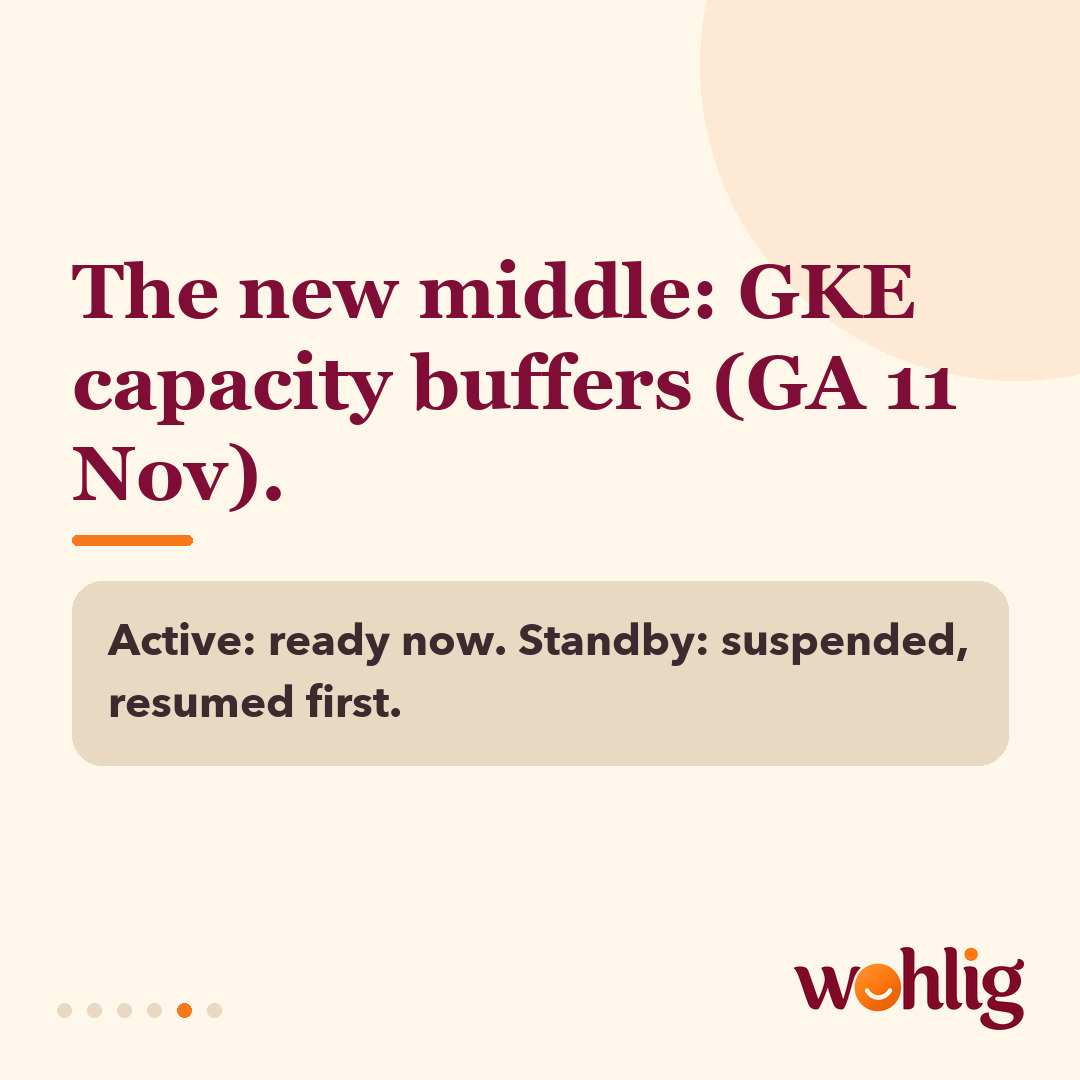 The new middle: GKE
capacity buffers (GA 11
Nov).
Active: ready now. Standby: suspended,
resumed first.
wohlig